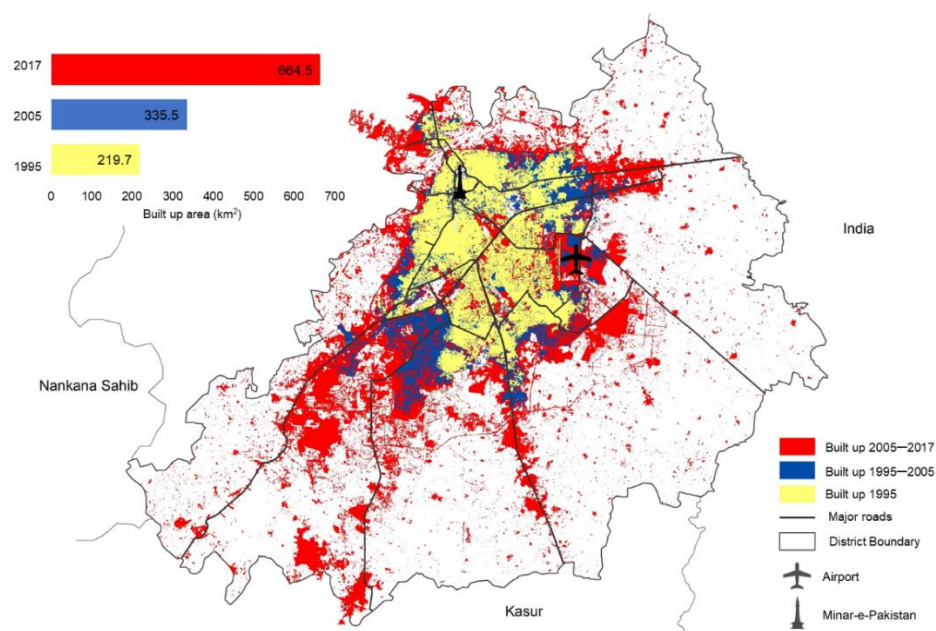 2017
664.5
2005
335.5
1995
219.7
0 100 200 300 400 500 600 700
Built up area (km²)
India
Nankana Sahib
Kasur
Built up 2005—2017
Built up 1995—2005
Built up 1995
Major roads
District Boundary
Airport
Minar-e-Pakistan